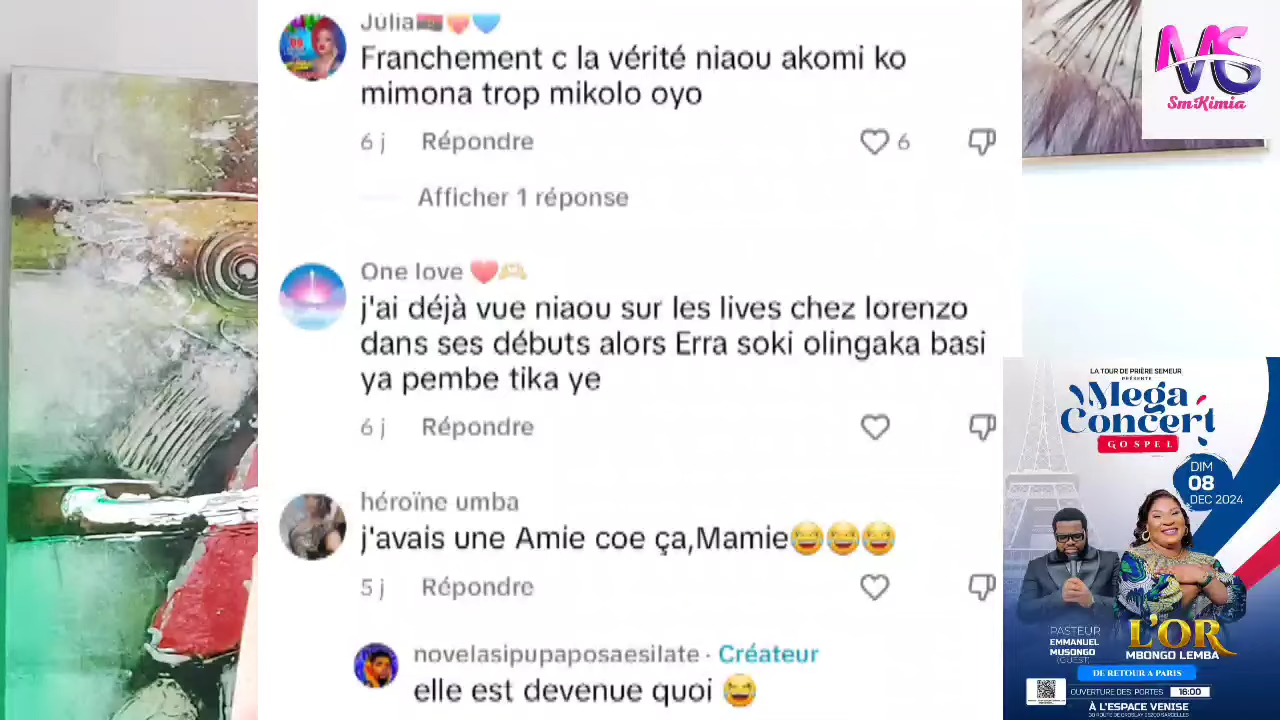 Júlia
Franchement c la vérité niaou akomi ko
mimona trop mikolo oyo
6 j Répondre 6
Afficher 1 réponse
One love
j'ai déjà vue niaou sur les lives chez lorenzo
dans ses débuts alors Erra soki olingaka basi
ya pembe tika ye
6 j Répondre
héroïne umba
j'avais une Amie coe ça,Mamie😂😂😂
5 j Répondre
novelasipupaposaesilate · Créateur
elle est devenue quoi 😂
MS
SmKimia
LA TOUR DE PRIÈRE SEMEUR
PRÉSENTE
Mega
Concert
GOSPEL
DIM
08
DEC 2024
PASTEUR
EMMANUEL
MUSONGO
(GUEST)
L'OR
MBONGO LEMBA
DE RETOUR A PARIS
OUVERTURE DES PORTES 16:00
À L'ESPACE VENISE